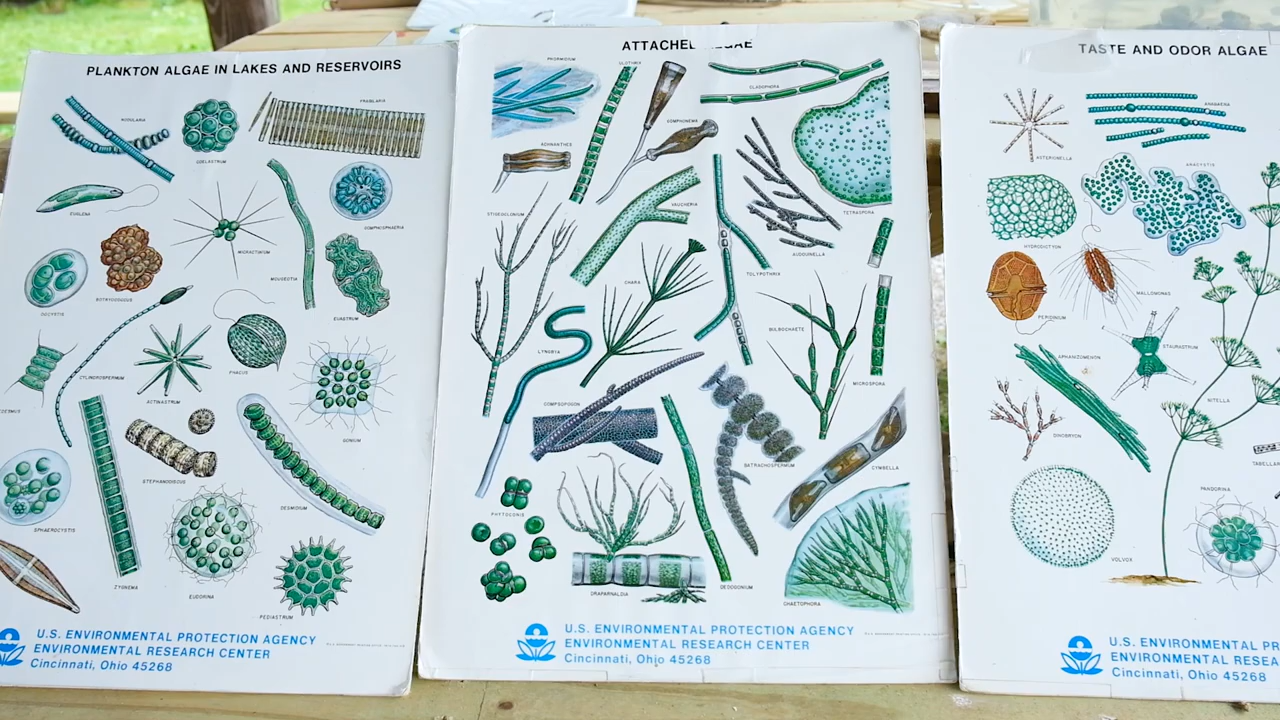 PLANKTON ALGAE IN LAKES AND RESERVOIRS
NODULARIA
COELASTRUM
FRAGILARIA
EUGLENA
MICRACTINIUM
GOMPHOSPHAERIA
MOUGEOTIA
OOCYSTIS
BOTRYOCOCCUS
EUASTRUM
CYLINDROSPERMUM
ACTINASTRUM
PHACUS
GONIUM
STEPHANODISCUS
DESMIDIUM
SPHAEROCYSTIS
ZYGNEMA
EUDORINA
PEDIASTRUM
U.S. ENVIRONMENTAL PROTECTION AGENCY
ENVIRONMENTAL RESEARCH CENTER
Cincinnati, Ohio 45268
ATTACHED ALGAE
PHORMIDIUM
ULOTHRIX
CLADOPHORA
GOMPHONEMA
ACHNANTHES
VAUCHERIA
TETRASPORA
STIGEOCLONIUM
AUDOUINELLA
TOLYPOTHRIX
CHARA
BULBOCHAETE
LYNGBYA
MICROSPORA
COMPSOPOGON
BATRACHOSPERMUM
CYMBELLA
PHYTOCONIS
DRAPARNALDIA
OEDOGONIUM
CHAETOPHORA
U.S. ENVIRONMENTAL PROTECTION AGENCY
ENVIRONMENTAL RESEARCH CENTER
Cincinnati, Ohio 45268
TASTE AND ODOR ALGAE
ASTERIONELLA
ANABAENA
ANACYSTIS
HYDRODICTYON
MALLOMONAS
PERIDINIUM
APHANIZOMENON
STAURASTRUM
NITELLA
DINOBRYON
TABELLAR
PANDORINA
VOLVOX
U.S. ENVIRONMENTAL PR
ENVIRONMENTAL RESEA
Cincinnati, Ohio 45268